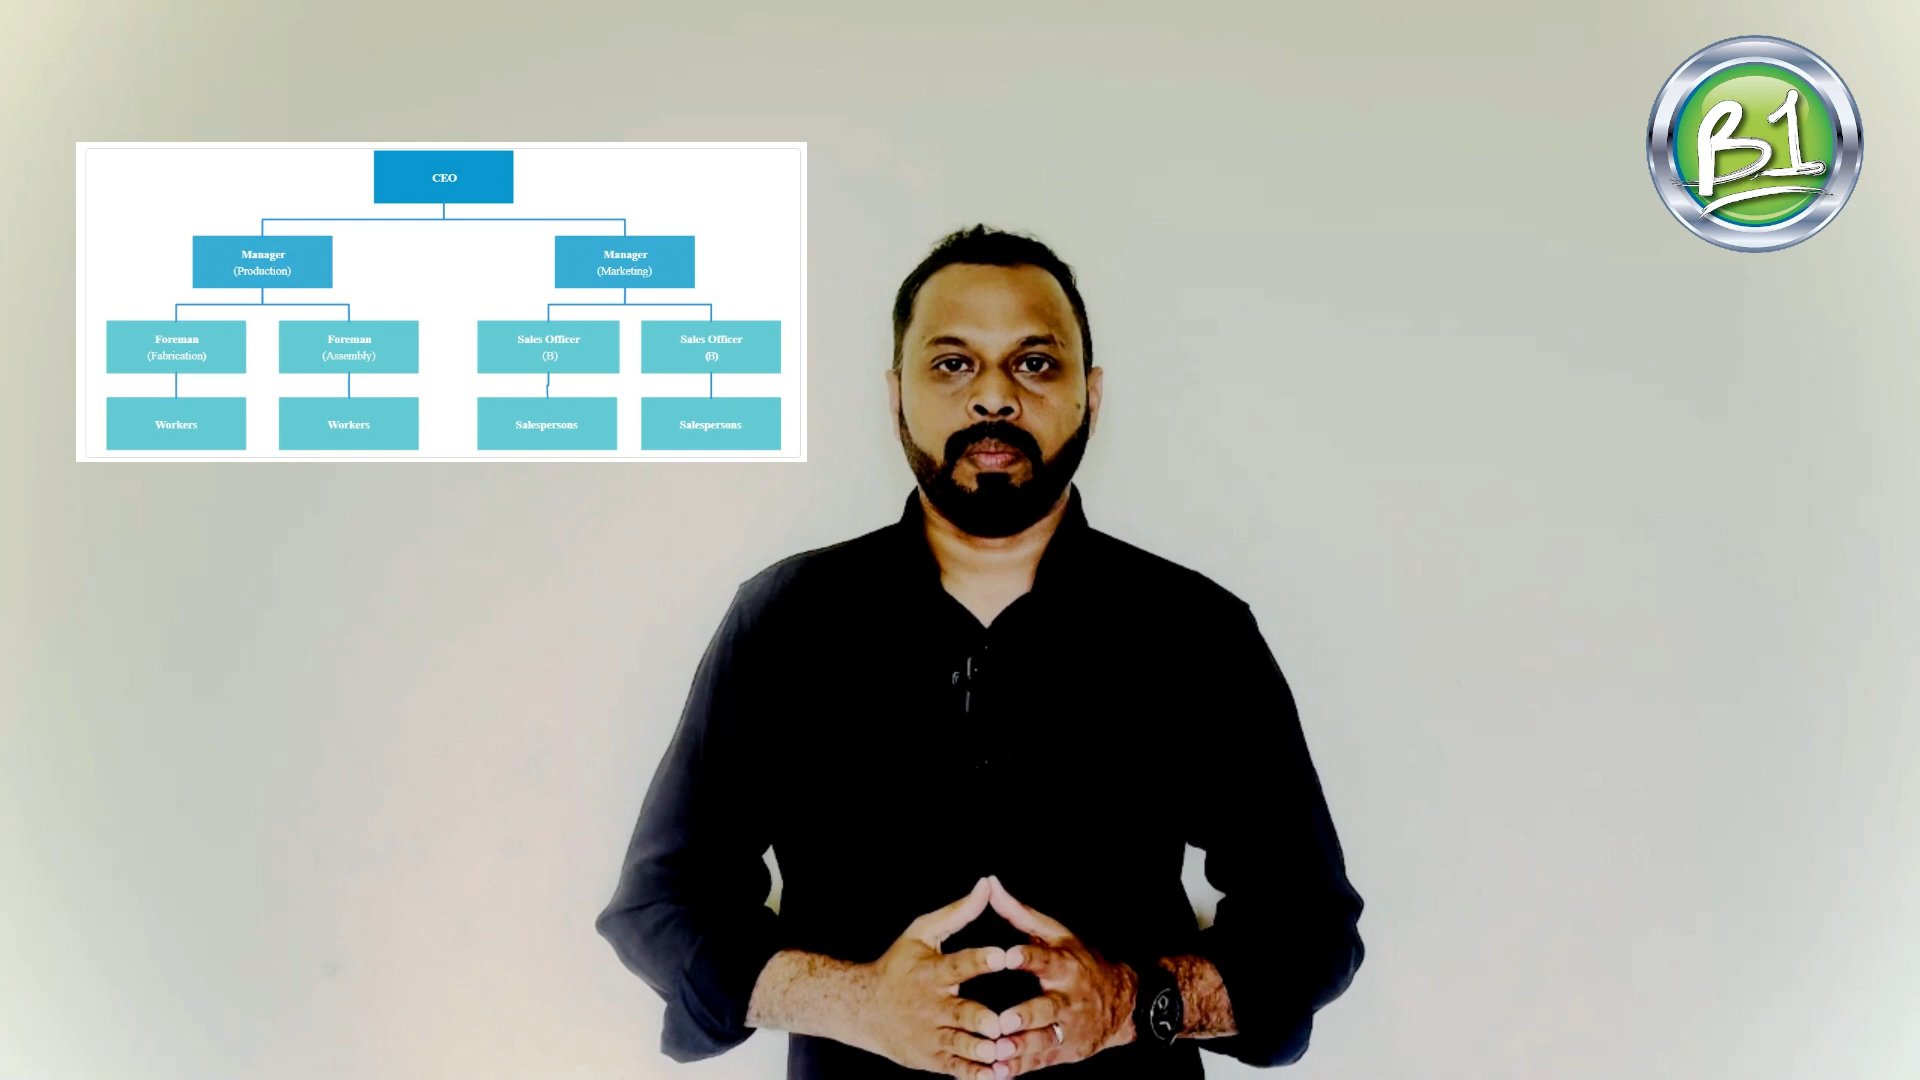 CEO
Manager
(Production)
Manager
(Marketing)
Foreman
(Fabrication)
Foreman
(Assembly)
Sales Officer
(B)
Sales Officer
(B)
Workers
Workers
Salespersons
Salespersons
B1